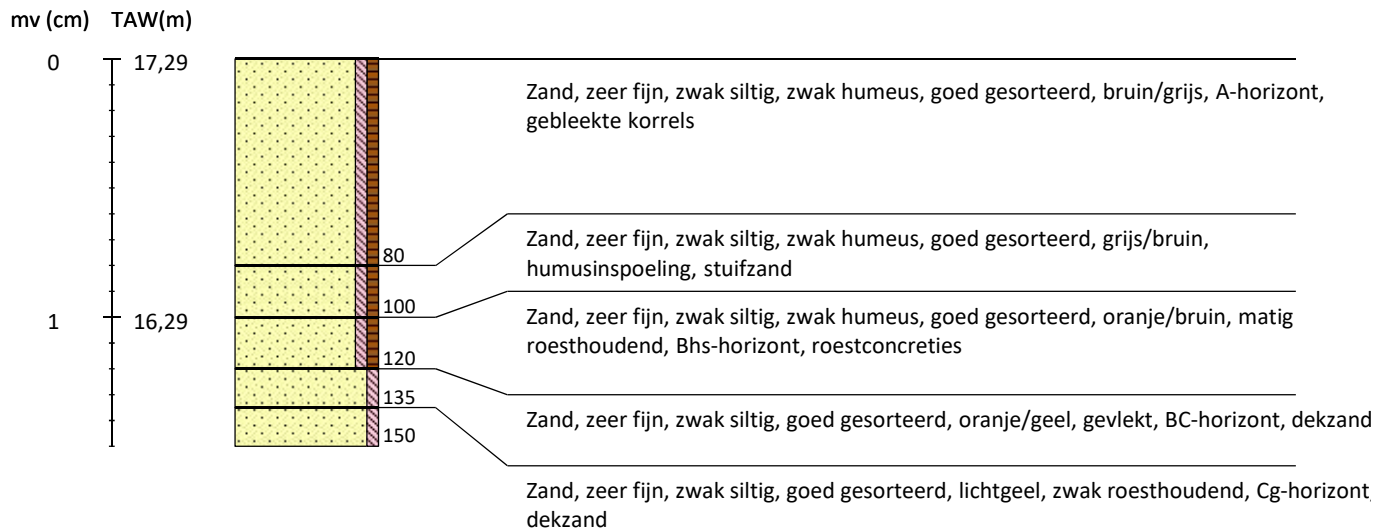 mv (cm) TAW(m)
0 17,29
Zand, zeer fijn, zwak siltig, zwak humeus, goed gesorteerd, bruin/grijs, A-horizont,
gebleekte korrels
80
Zand, zeer fijn, zwak siltig, zwak humeus, goed gesorteerd, grijs/bruin,
humusinspoeling, stuifzand
100
1 16,29
Zand, zeer fijn, zwak siltig, zwak humeus, goed gesorteerd, oranje/bruin, matig
roesthoudend, Bhs-horizont, roestconcreties
120
135
Zand, zeer fijn, zwak siltig, goed gesorteerd, oranje/geel, gevlekt, BC-horizont, dekzand
150
Zand, zeer fijn, zwak siltig, goed gesorteerd, lichtgeel, zwak roesthoudend, Cg-horizont,
dekzand